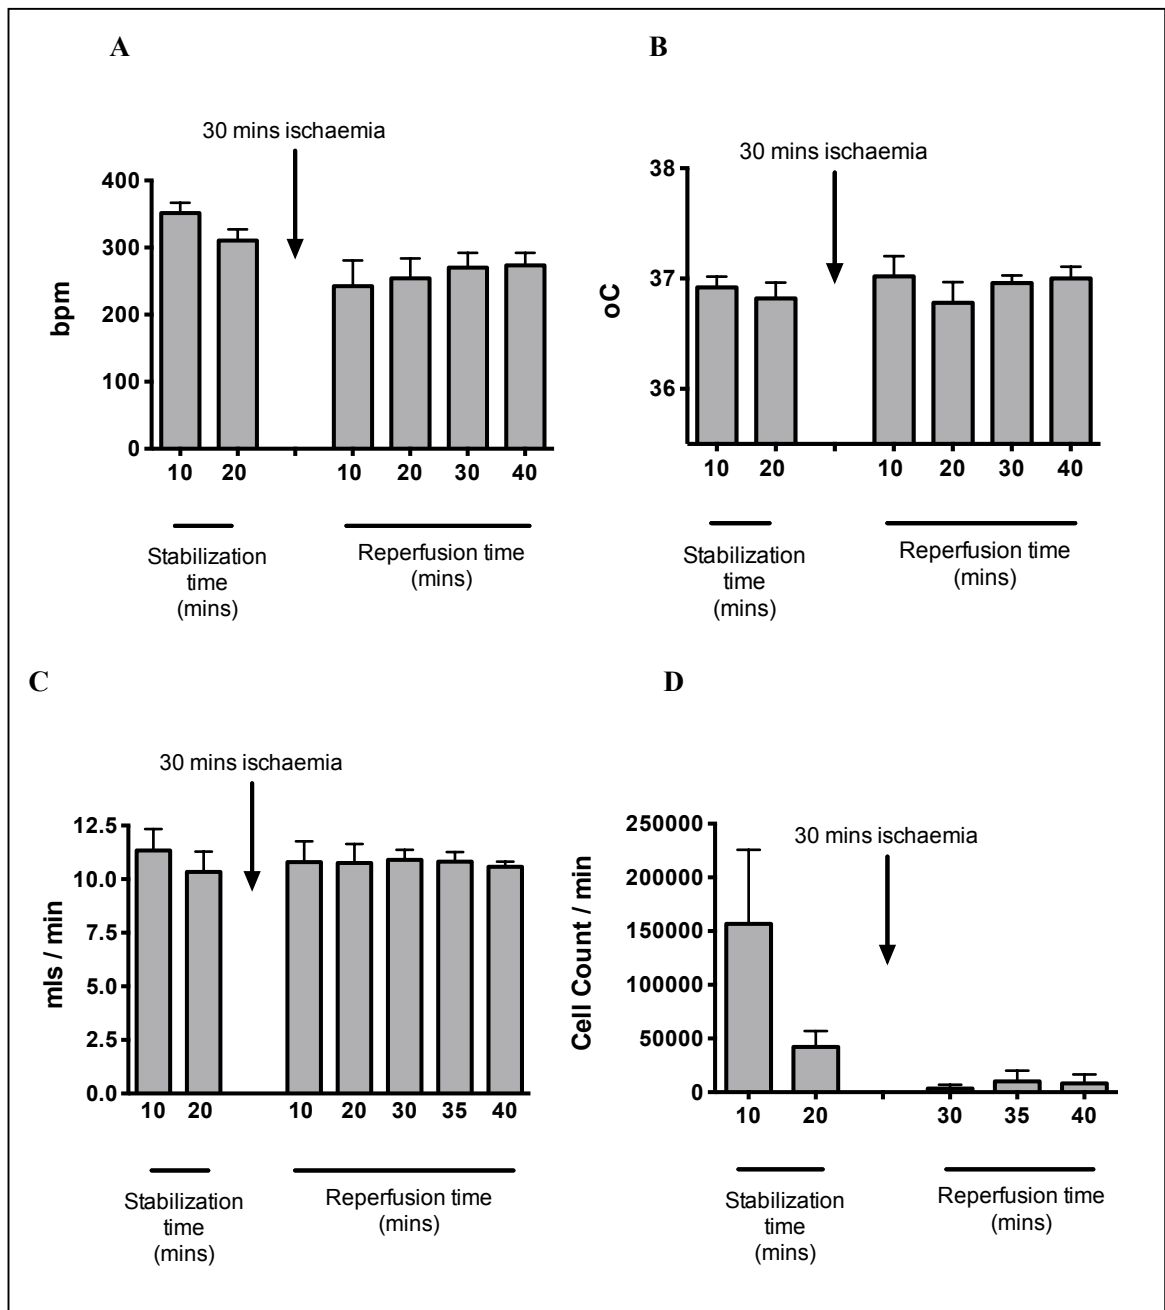 A
30 mins ischaemia
400
300
200
100
0
bpm
10 20 10 20 30 40
Stabilization
time
(mins)
Reperfusion time
(mins)
B
30 mins ischaemia
38
37
36
oC
10 20 10 20 30 40
Stabilization
time
(mins)
Reperfusion time
(mins)
C
30 mins ischaemia
12.5
10.0
7.5
5.0
2.5
0.0
mls / min
10 20 10 20 30 35 40
Stabilization
time
(mins)
Reperfusion time
(mins)
D
30 mins ischaemia
250000
200000
150000
100000
50000
0
Cell Count / min
10 20 30 35 40
Stabilization
time
(mins)
Reperfusion time
(mins)